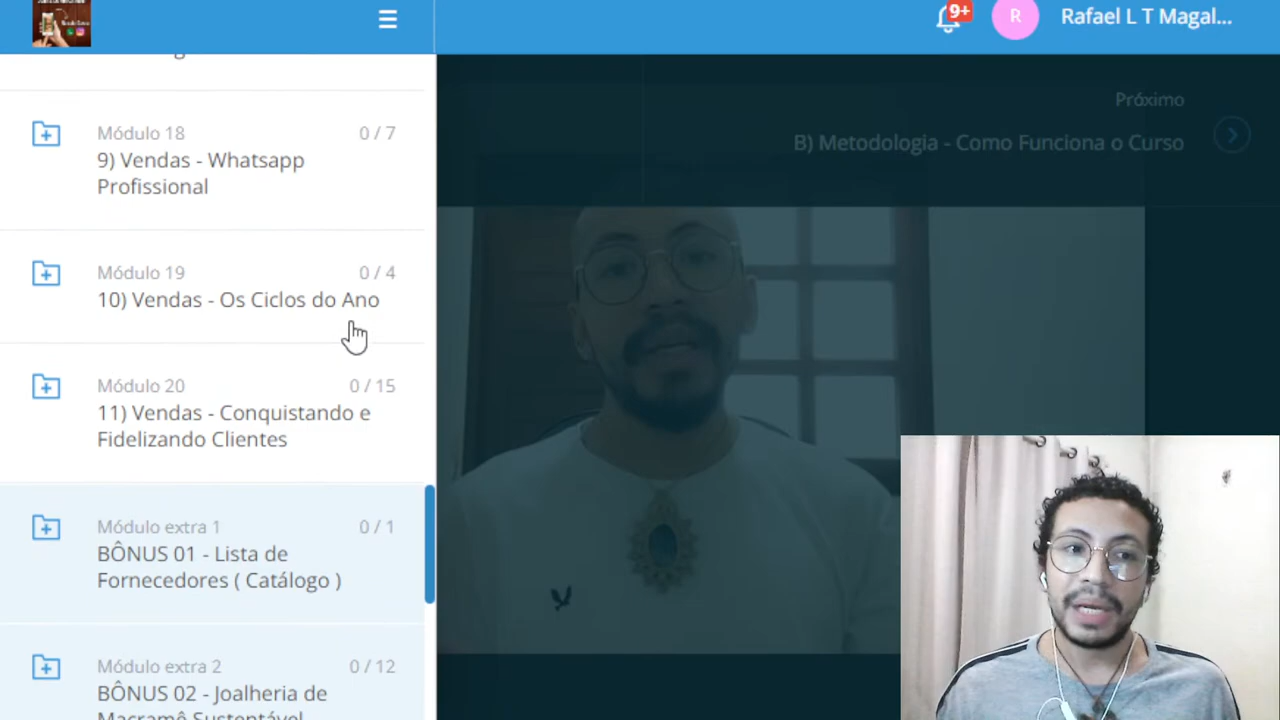 9+
R
Rafael L T Magal...
Próximo
B) Metodologia - Como Funciona o Curso
Módulo 18
0 / 7
9) Vendas - Whatsapp
Profissional
Módulo 19
0 / 4
10) Vendas - Os Ciclos do Ano
Módulo 20
0 / 15
11) Vendas - Conquistando e
Fidelizando Clientes
Módulo extra 1
0 / 1
BÔNUS 01 - Lista de
Fornecedores ( Catálogo )
Módulo extra 2
0 / 12
BÔNUS 02 - Joalheria de
Macramê Sustentável